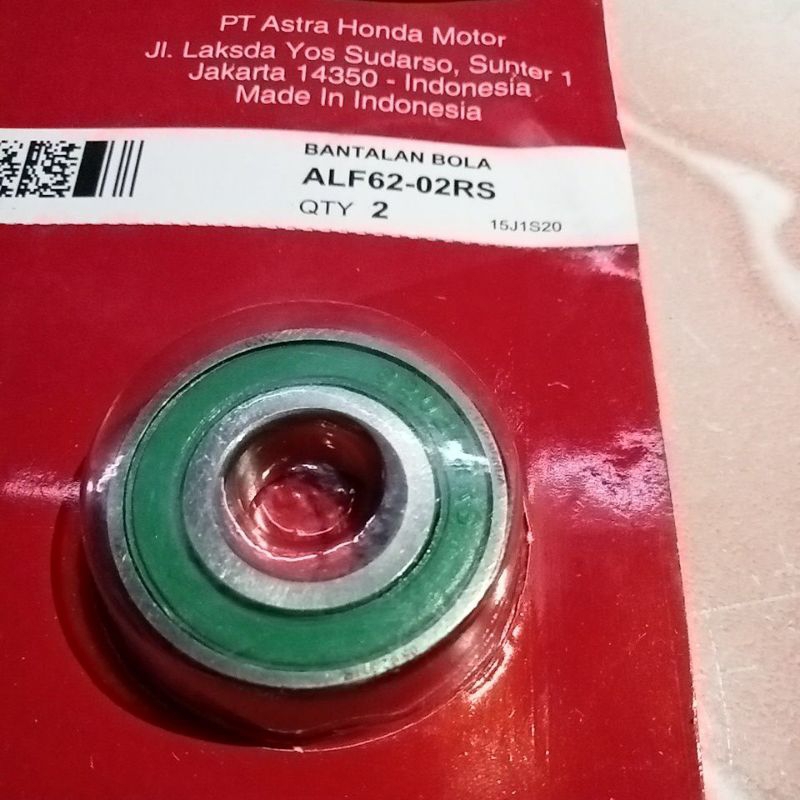 PT Astra Honda Motor
Jl. Laksda Yos Sudarso, Sunter 1
Jakarta 14350 - Indonesia
Made In Indonesia
BANTALAN BOLA
ALF62-02RS
QTY 2
15J1S20